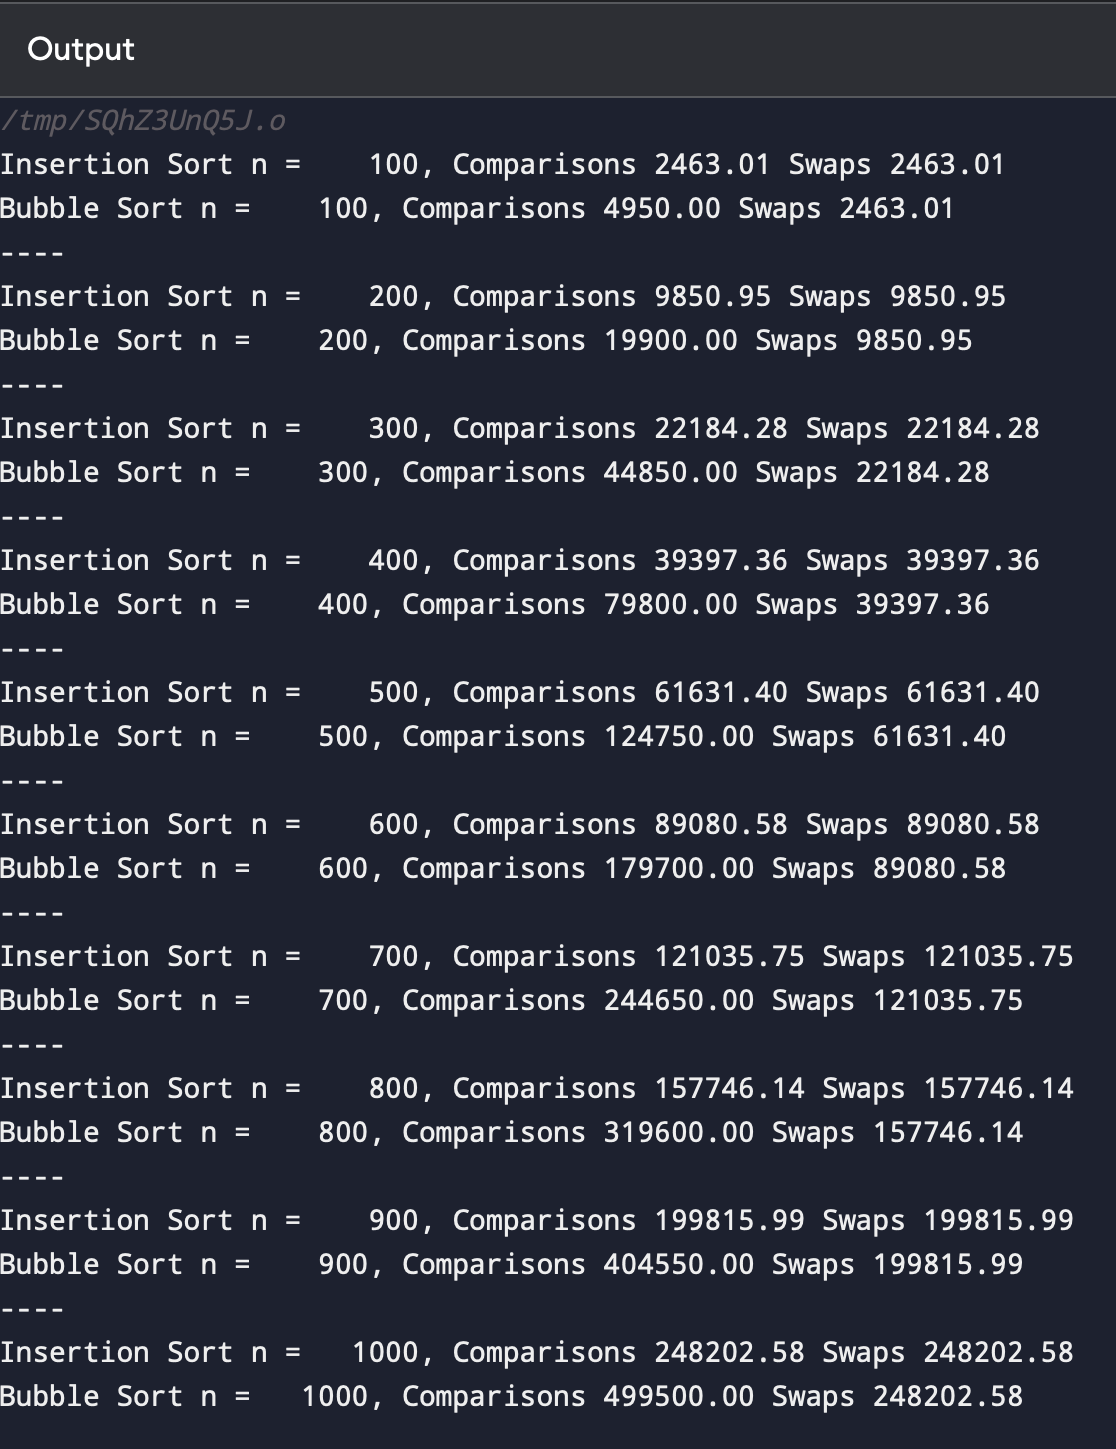 Output
/tmp/SQhZ3UnQ5J.o
Insertion Sort n =    100, Comparisons 2463.01 Swaps 2463.01
Bubble Sort n =    100, Comparisons 4950.00 Swaps 2463.01
----
Insertion Sort n =    200, Comparisons 9850.95 Swaps 9850.95
Bubble Sort n =    200, Comparisons 19900.00 Swaps 9850.95
----
Insertion Sort n =    300, Comparisons 22184.28 Swaps 22184.28
Bubble Sort n =    300, Comparisons 44850.00 Swaps 22184.28
----
Insertion Sort n =    400, Comparisons 39397.36 Swaps 39397.36
Bubble Sort n =    400, Comparisons 79800.00 Swaps 39397.36
----
Insertion Sort n =    500, Comparisons 61631.40 Swaps 61631.40
Bubble Sort n =    500, Comparisons 124750.00 Swaps 61631.40
----
Insertion Sort n =    600, Comparisons 89080.58 Swaps 89080.58
Bubble Sort n =    600, Comparisons 179700.00 Swaps 89080.58
----
Insertion Sort n =    700, Comparisons 121035.75 Swaps 121035.75
Bubble Sort n =    700, Comparisons 244650.00 Swaps 121035.75
----
Insertion Sort n =    800, Comparisons 157746.14 Swaps 157746.14
Bubble Sort n =    800, Comparisons 319600.00 Swaps 157746.14
----
Insertion Sort n =    900, Comparisons 199815.99 Swaps 199815.99
Bubble Sort n =    900, Comparisons 404550.00 Swaps 199815.99
----
Insertion Sort n =   1000, Comparisons 248202.58 Swaps 248202.58
Bubble Sort n =   1000, Comparisons 499500.00 Swaps 248202.58